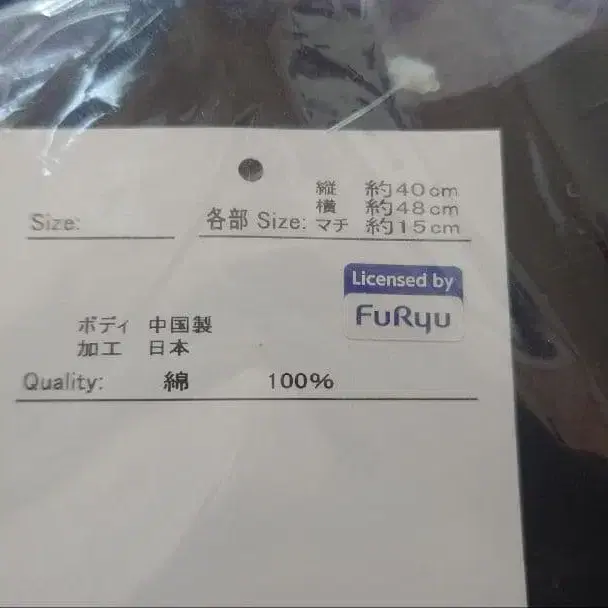 Size:
各部 Size:
縦 約40cm
横 約48cm
マチ 約15cm
Licensed by
FuRyu
ボディ 中国製
加工 日本
Quality: 綿 100%